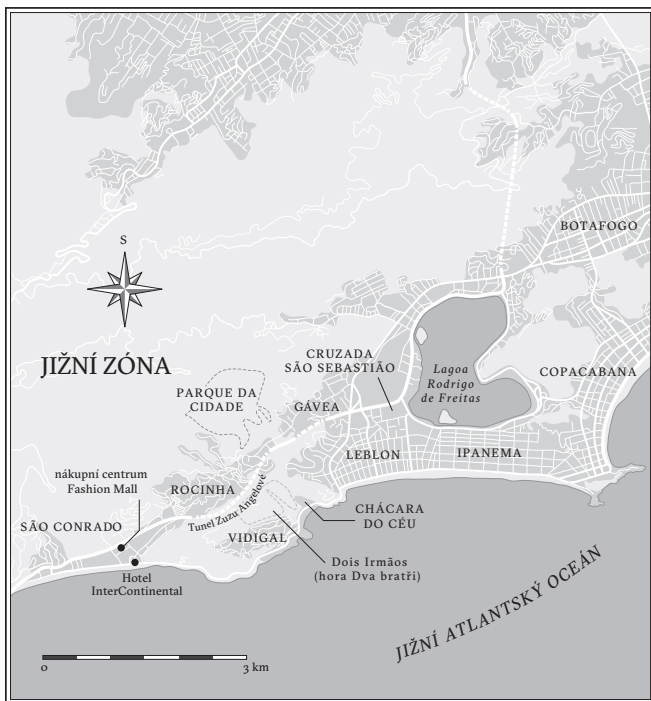 BOTAFOGO
S
JIŽNÍ ZÓNA
CRUZADA
SÃO SEBASTIÃO
Lagoa
Rodrigo
de Freitas
COPACABANA
PARQUE DA
CIDADE
GÁVEA
LEBLON
IPANEMA
nákupní centrum
Fashion Mall
ROCINHA
Tunel Zuzu Angelové
CHÁCARA
DO CÉU
SÃO CONRADO
VIDIGAL
Dois Irmãos
(hora Dva bratři)
Hotel
InterContinental
JIŽNÍ ATLANTSKÝ OCEÁN
0 3 km